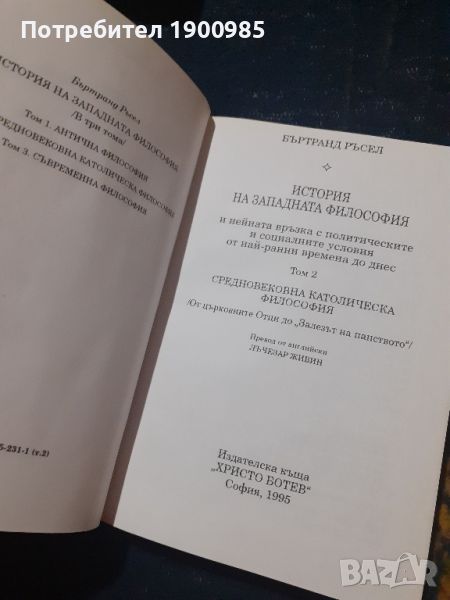 Потребител 1900985
Бъртранд Ръсел
ИСТОРИЯ НА ЗАПАДНАТА ФИЛОСОФИЯ
/В три тома/
Том 1. АНТИЧНА ФИЛОСОФИЯ
СРЕДНОВЕКОВНА КАТОЛИЧЕСКА ФИЛОСОФИЯ
Том 3. СЪВРЕМЕННА ФИЛОСОФИЯ
5-231-1 (т.2)
БЪРТРАНД РЪСЕЛ
ИСТОРИЯ
НА ЗАПАДНАТА ФИЛОСОФИЯ
и нейната връзка с политическите
и социалните условия
от най-ранни времена до днес
Том 2
СРЕДНОВЕКОВНА КАТОЛИЧЕСКА
ФИЛОСОФИЯ
/От църковните Отци до „Залезът на папството"/
Превод от английски
ЛЪЧЕЗАР ЖИВИН
Издателска къща
„ХРИСТО БОТЕВ"
София, 1995
BAZAR